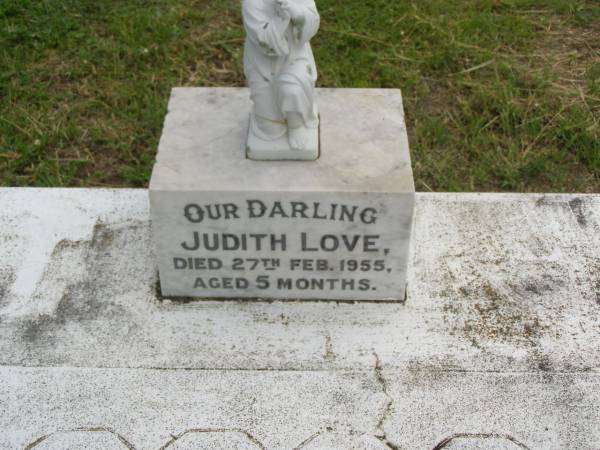 OUR DARLING
JUDITH LOVE,
DIED 27TH FEB. 1955,
AGED 5 MONTHS.